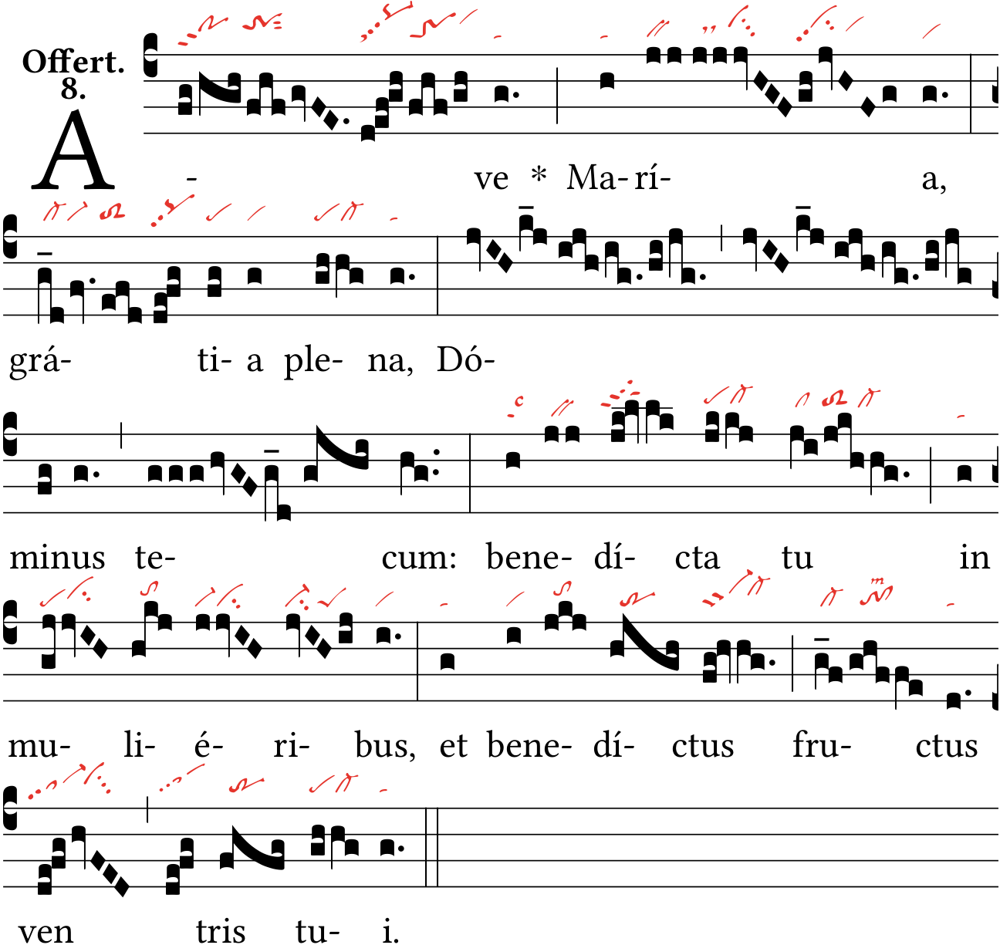 Offert.
8.
A - ve * Ma- rí- a,
grá- ti- a ple- na, Dó-
minus te- cum: bene- dí- cta tu in
mu- li- é- ri- bus, et bene- dí- ctus fru- ctus
ven tris tu- i.